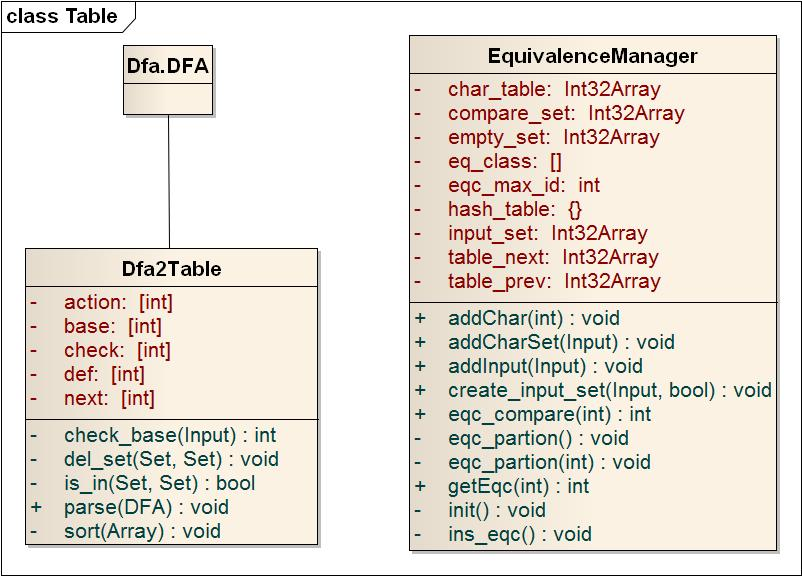 class Table
Dfa.DFA
Dfa2Table
- action: [int]
- base: [int]
- check: [int]
- def: [int]
- next: [int]
- check_base(Input) : int
- del_set(Set, Set) : void
- is_in(Set, Set) : bool
+ parse(DFA) : void
- sort(Array) : void
EquivalenceManager
- char_table: Int32Array
- compare_set: Int32Array
- empty_set: Int32Array
- eq_class: []
- eqc_max_id: int
- hash_table: {}
- input_set: Int32Array
- table_next: Int32Array
- table_prev: Int32Array
+ addChar(int) : void
+ addCharSet(Input) : void
+ addInput(Input) : void
+ create_input_set(Input, bool) : void
+ eqc_compare(int) : int
- eqc_partion() : void
- eqc_partion(int) : void
+ getEqc(int) : int
- init() : void
- ins_eqc() : void